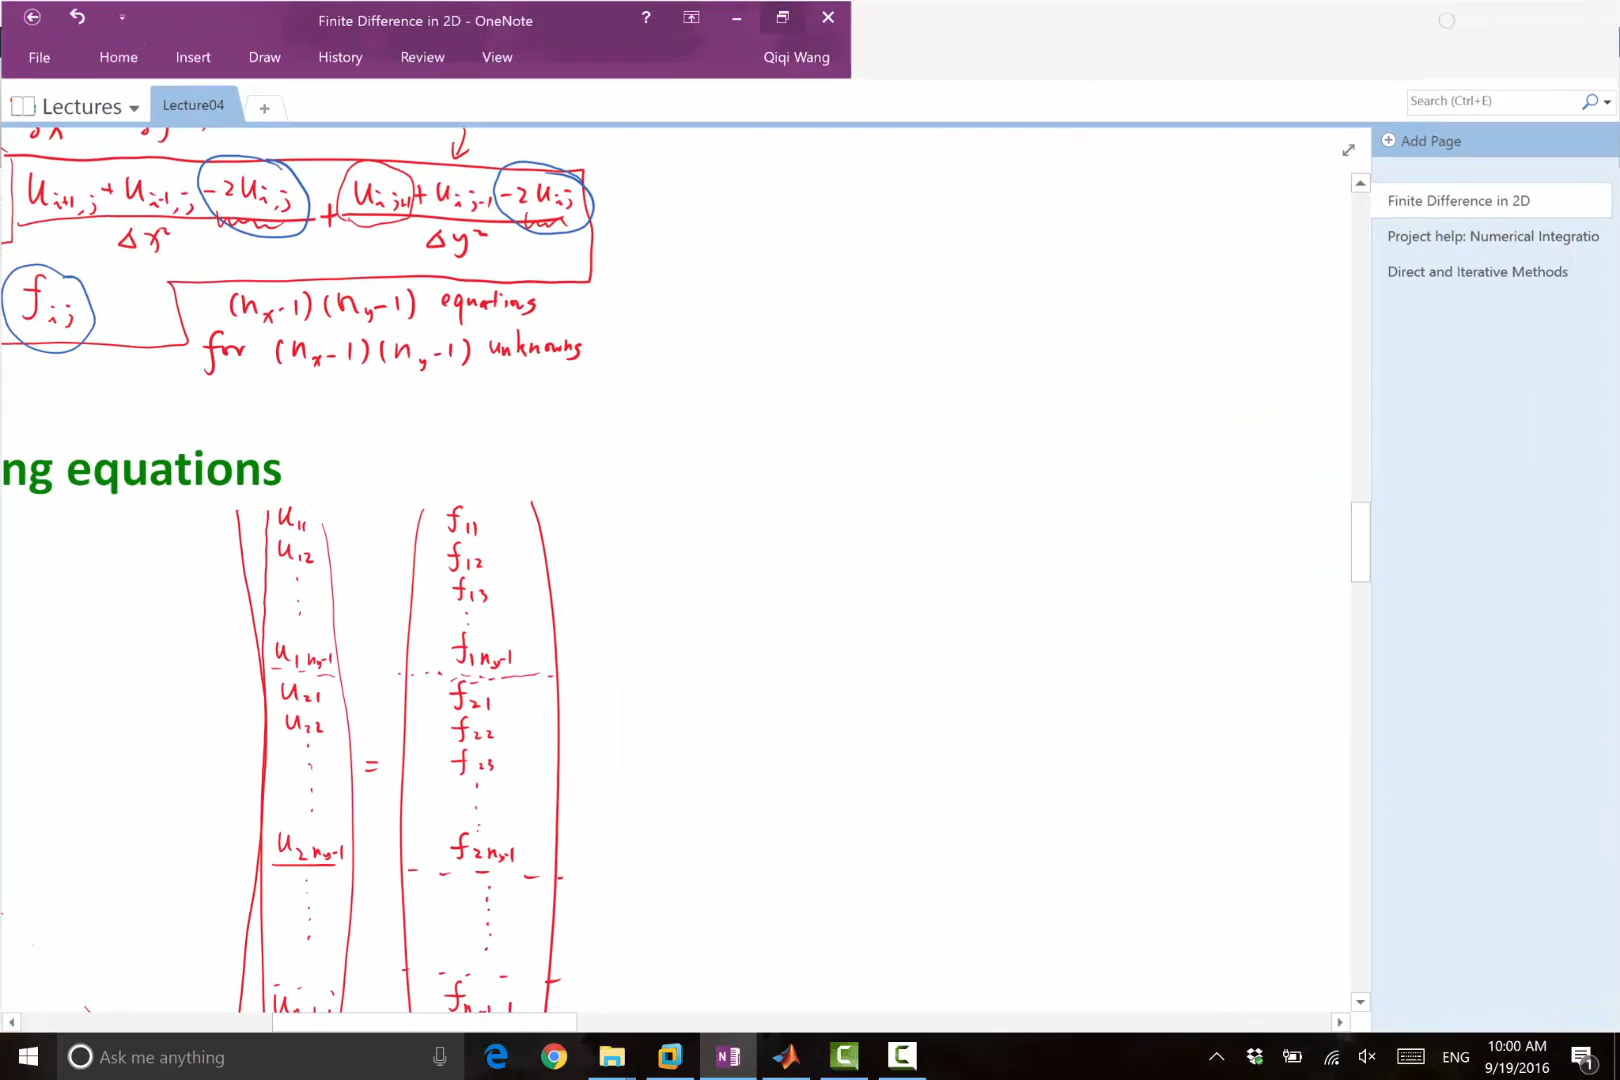 Finite Difference in 2D - OneNote
?
File Home Insert Draw History Review View Qiqi Wang
Lectures Lecture04 +
Search (Ctrl+E)
Add Page
Finite Difference in 2D
Project help: Numerical Integratio
Direct and Iterative Methods
u_{i+1,j} + u_{i-1,j} - 2u_{i,j} + u_{i j+1} + u_{i j-1} - 2u_{ij}
Δx² Δy²
f_{ij}
(n_x-1)(n_y-1) equations
for (n_x-1)(n_y-1) unknowns
ng equations
u_{11} f_{11}
u_{12} f_{12}
f_{13}
u_{1 n_y-1} f_{1 n_y-1}
u_{21} f_{21}
u_{22} f_{22}
= f_{23}
u_{2 n_y-1} f_{2 n_y-1}
Ask me anything
ENG
10:00 AM
9/19/2016
1